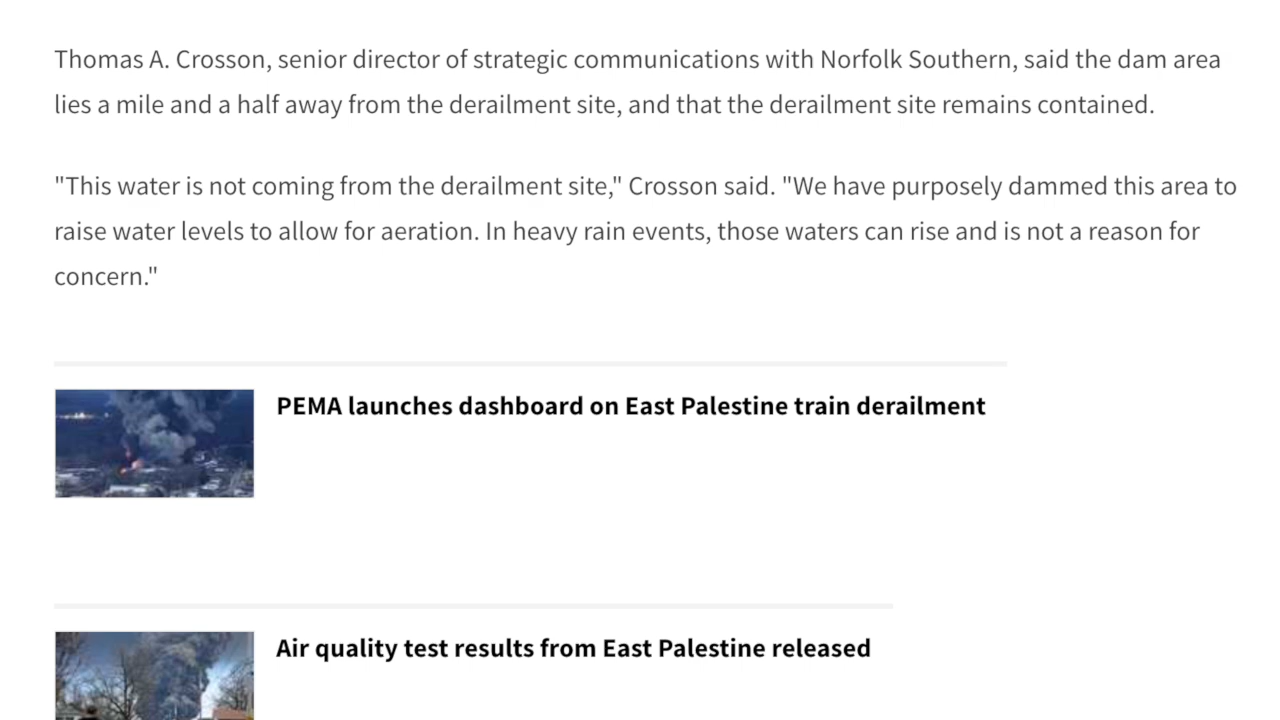 Thomas A. Crosson, senior director of strategic communications with Norfolk Southern, said the dam area
lies a mile and a half away from the derailment site, and that the derailment site remains contained.
"This water is not coming from the derailment site," Crosson said. "We have purposely dammed this area to
raise water levels to allow for aeration. In heavy rain events, those waters can rise and is not a reason for
concern."
PEMA launches dashboard on East Palestine train derailment
Air quality test results from East Palestine released